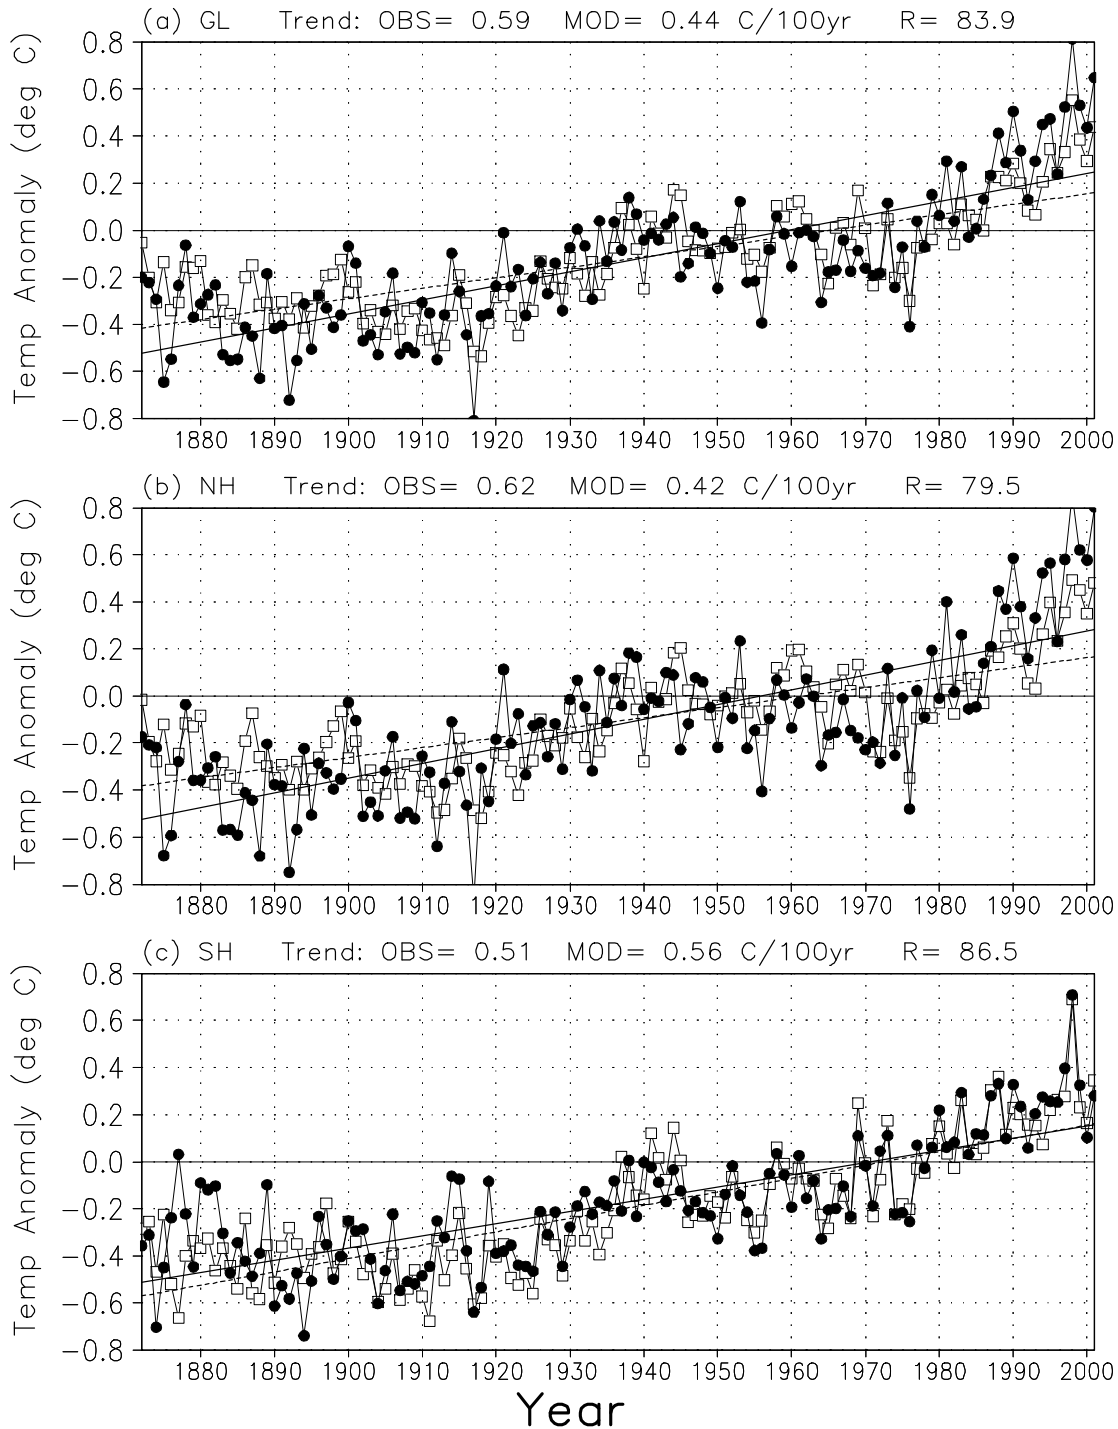 (a) GL Trend: OBS= 0.59 MOD= 0.44 C/100yr R= 83.9
Temp Anomaly (deg C)
0.8
0.6
0.4
0.2
0.0
−0.2
−0.4
−0.6
−0.8
1880 1890 1900 1910 1920 1930 1940 1950 1960 1970 1980 1990 2000
(b) NH Trend: OBS= 0.62 MOD= 0.42 C/100yr R= 79.5
Temp Anomaly (deg C)
0.8
0.6
0.4
0.2
0.0
−0.2
−0.4
−0.6
−0.8
1880 1890 1900 1910 1920 1930 1940 1950 1960 1970 1980 1990 2000
(c) SH Trend: OBS= 0.51 MOD= 0.56 C/100yr R= 86.5
Temp Anomaly (deg C)
0.8
0.6
0.4
0.2
0.0
−0.2
−0.4
−0.6
−0.8
1880 1890 1900 1910 1920 1930 1940 1950 1960 1970 1980 1990 2000
Year